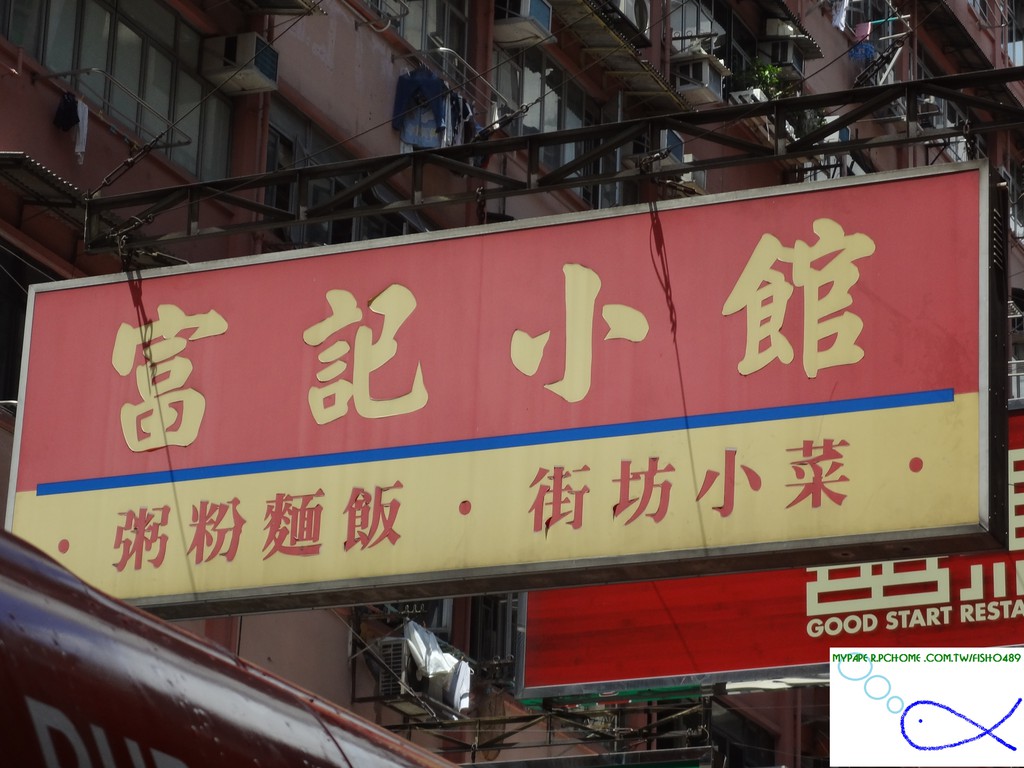 富記小館
· 粥粉麵飯 · 街坊小菜 ·
GOOD START RESTA
MYPAPER.PCHOME.COM.TW/FISHO489